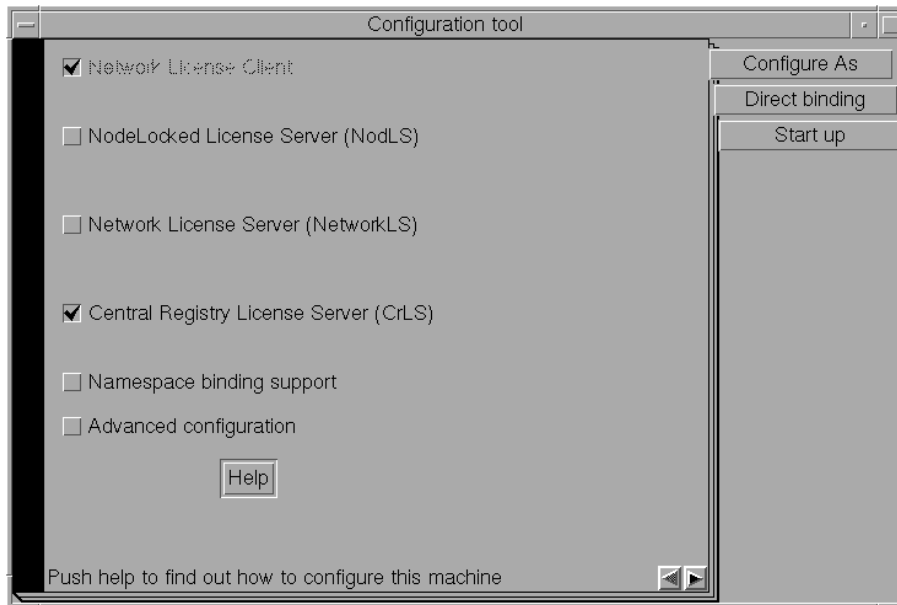 Configuration tool
Network License Client
Configure As
Direct binding
Start up
NodeLocked License Server (NodLS)
Network License Server (NetworkLS)
Central Registry License Server (CrLS)
Namespace binding support
Advanced configuration
Help
Push help to find out how to configure this machine